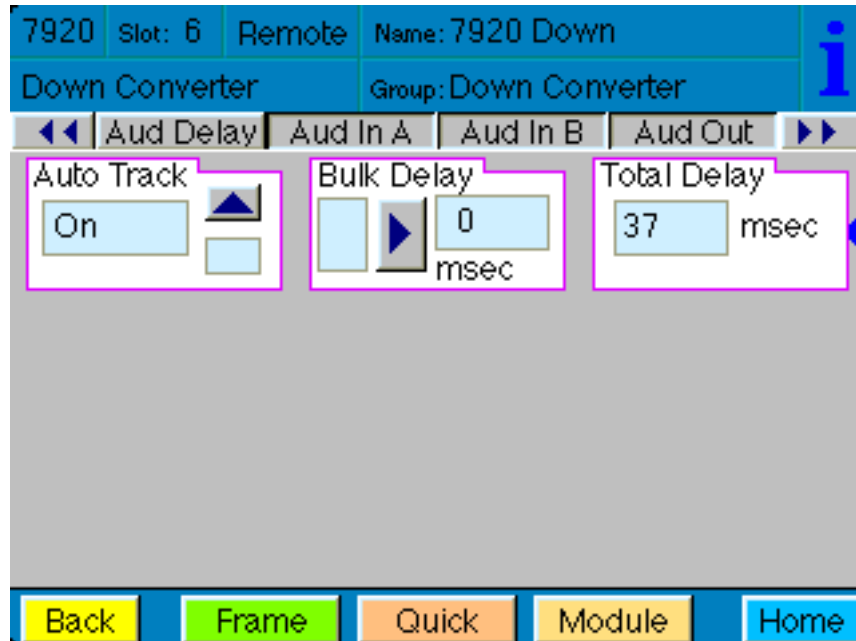 7920 Slot: 6 Remote Name: 7920 Down
Down Converter Group: Down Converter
Aud Delay Aud In A Aud In B Aud Out
Auto Track Bulk Delay Total Delay
On 0 37 msec
msec
Back Frame Quick Module Home